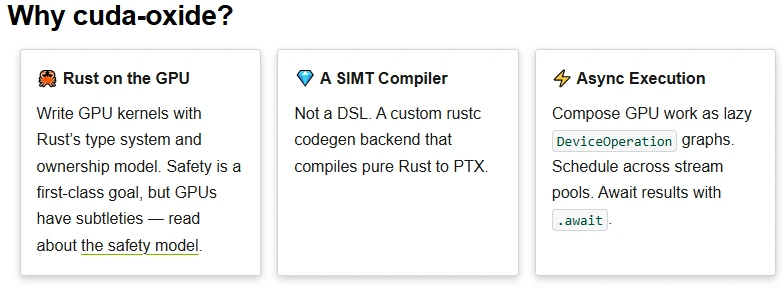 Why cuda-oxide?
🦀 Rust on the GPU
Write GPU kernels with
Rust’s type system and
ownership model. Safety is a
first-class goal, but GPUs
have subtleties — read
about the safety model.
💎 A SIMT Compiler
Not a DSL. A custom rustc
codegen backend that
compiles pure Rust to PTX.
⚡ Async Execution
Compose GPU work as lazy
DeviceOperation graphs.
Schedule across stream
pools. Await results with
.await.